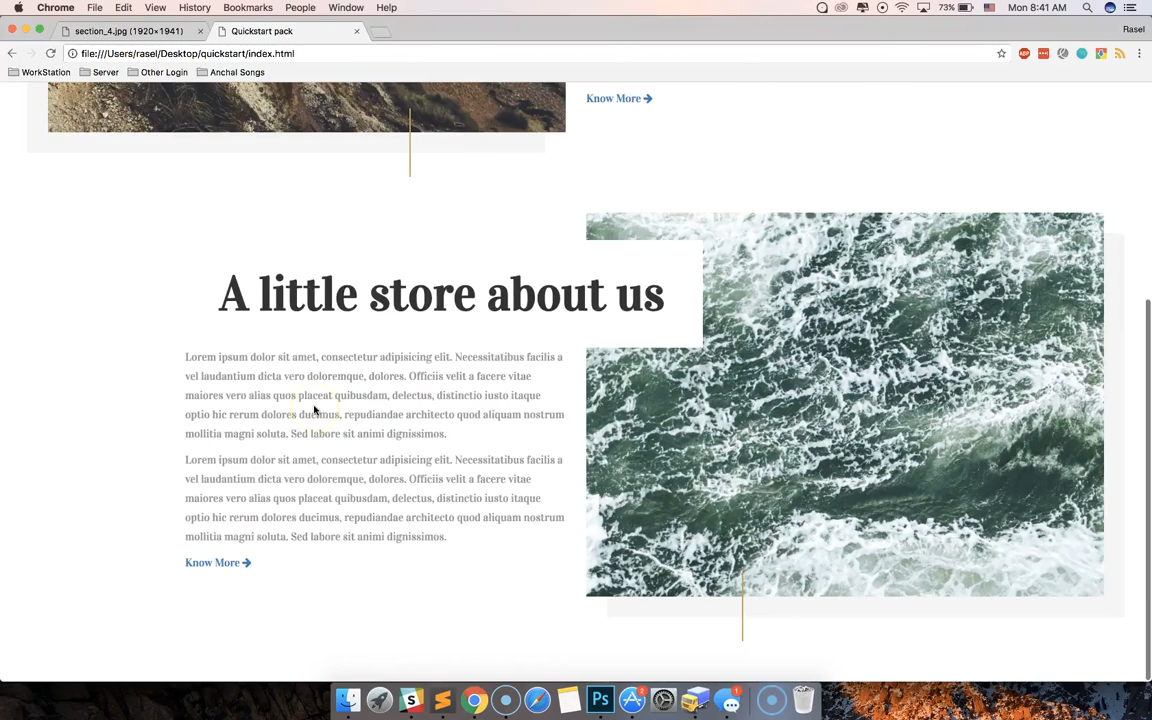 Chrome File Edit View History Bookmarks People Window Help 73% Mon 8:41 AM
section_4.jpg (1920×1941) Quickstart pack Rasel
file:///Users/rasel/Desktop/quickstart/index.html ABP
WorkStation Server Other Login Anchal Songs
Know More
A little store about us
Lorem ipsum dolor sit amet, consectetur adipisicing elit. Necessitatibus facilis a
vel laudantium dicta vero doloremque, dolores. Officiis velit a facere vitae
maiores vero alias quos placeat quibusdam, delectus, distinctio iusto itaque
optio hic rerum dolores ducimus, repudiandae architecto quod aliquam nostrum
mollitia magni soluta. Sed labore sit animi dignissimos.
Lorem ipsum dolor sit amet, consectetur adipisicing elit. Necessitatibus facilis a
vel laudantium dicta vero doloremque, dolores. Officiis velit a facere vitae
maiores vero alias quos placeat quibusdam, delectus, distinctio iusto itaque
optio hic rerum dolores ducimus, repudiandae architecto quod aliquam nostrum
mollitia magni soluta. Sed labore sit animi dignissimos.
Know More
S Ps 2 1